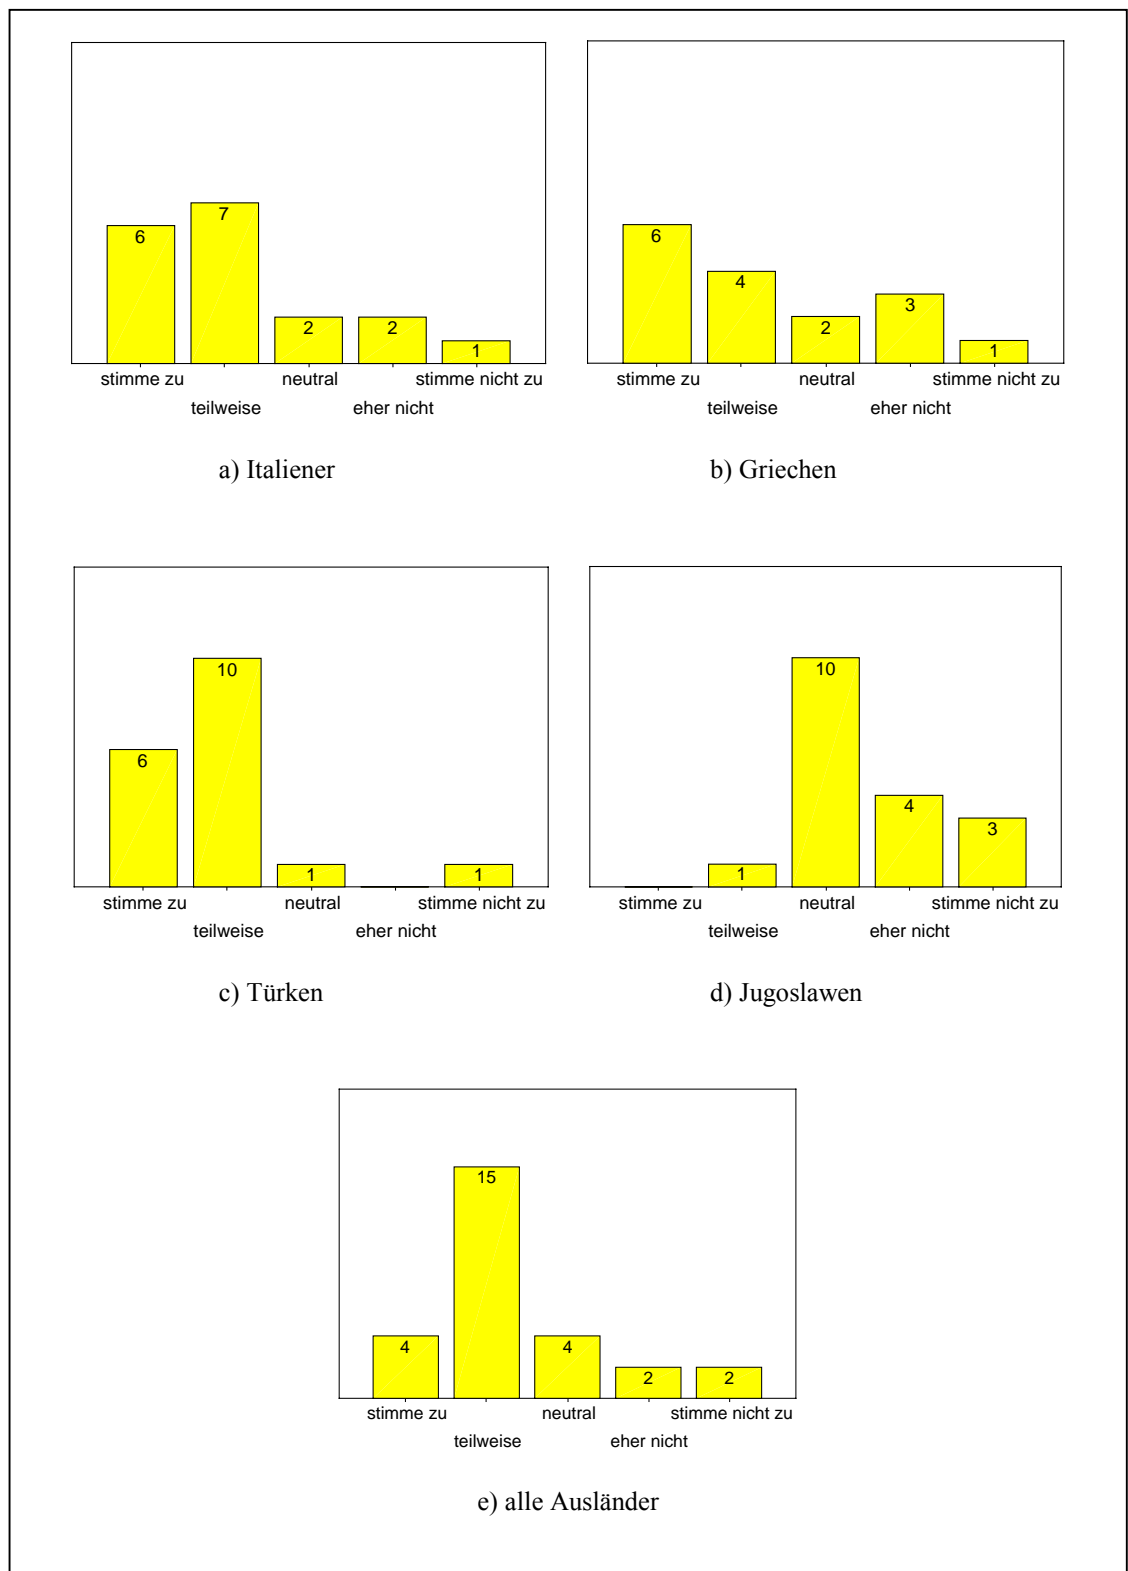 6
7
2
2
1
stimme zu
neutral
stimme nicht zu
teilweise
eher nicht
a) Italiener
6
4
2
3
1
stimme zu
neutral
stimme nicht zu
teilweise
eher nicht
b) Griechen
6
10
1
1
stimme zu
neutral
stimme nicht zu
teilweise
eher nicht
c) Türken
1
10
4
3
stimme zu
neutral
stimme nicht zu
teilweise
eher nicht
d) Jugoslawen
4
15
4
2
2
stimme zu
neutral
stimme nicht zu
teilweise
eher nicht
e) alle Ausländer